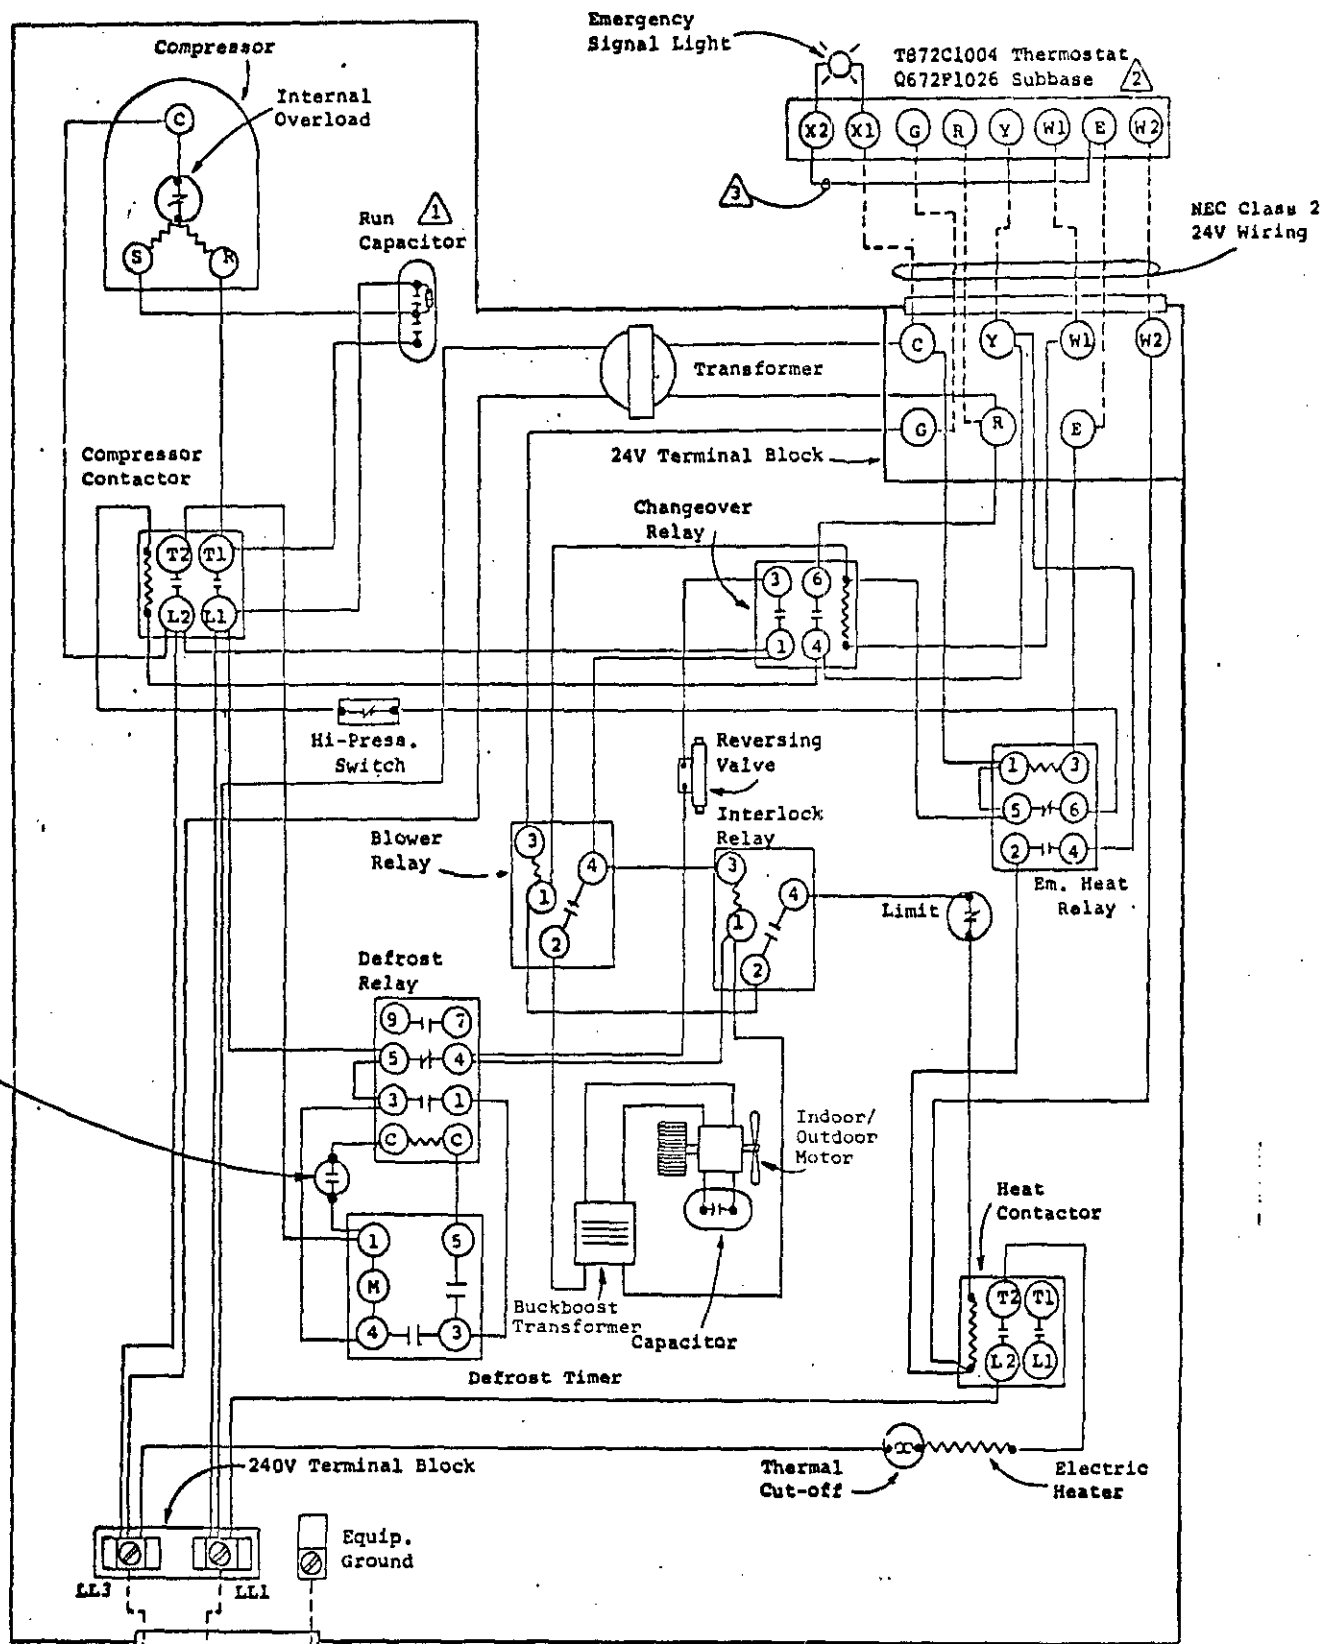 Emergency
Signal Light
T872C1004 Thermostat
Q672F1026 Subbase
2
X2 X1 G R Y W1 E W2
3
NEC Class 2
24V Wiring
Compressor
Internal
Overload
C
S R
Run
Capacitor
1
Transformer
C Y W1 W2
G R E
24V Terminal Block
Compressor
Contactor
T2 T1
L2 L1
Changeover
Relay
3 6
1 4
Hi-Press.
Switch
Reversing
Valve
1 3
5 6
2 4
Em. Heat
Relay
Blower
Relay
3 4
1
2
Interlock
Relay
3 4
1
2
Limit
Defrost
Relay
9 7
5 4
3 1
C C
Indoor/
Outdoor
Motor
1 5
M
4 3
Defrost Timer
Buckboost
Transformer
Capacitor
Heat
Contactor
T2 T1
L2 L1
Thermal
Cut-off
Electric
Heater
240V Terminal Block
Equip.
Ground
LL3 LL1